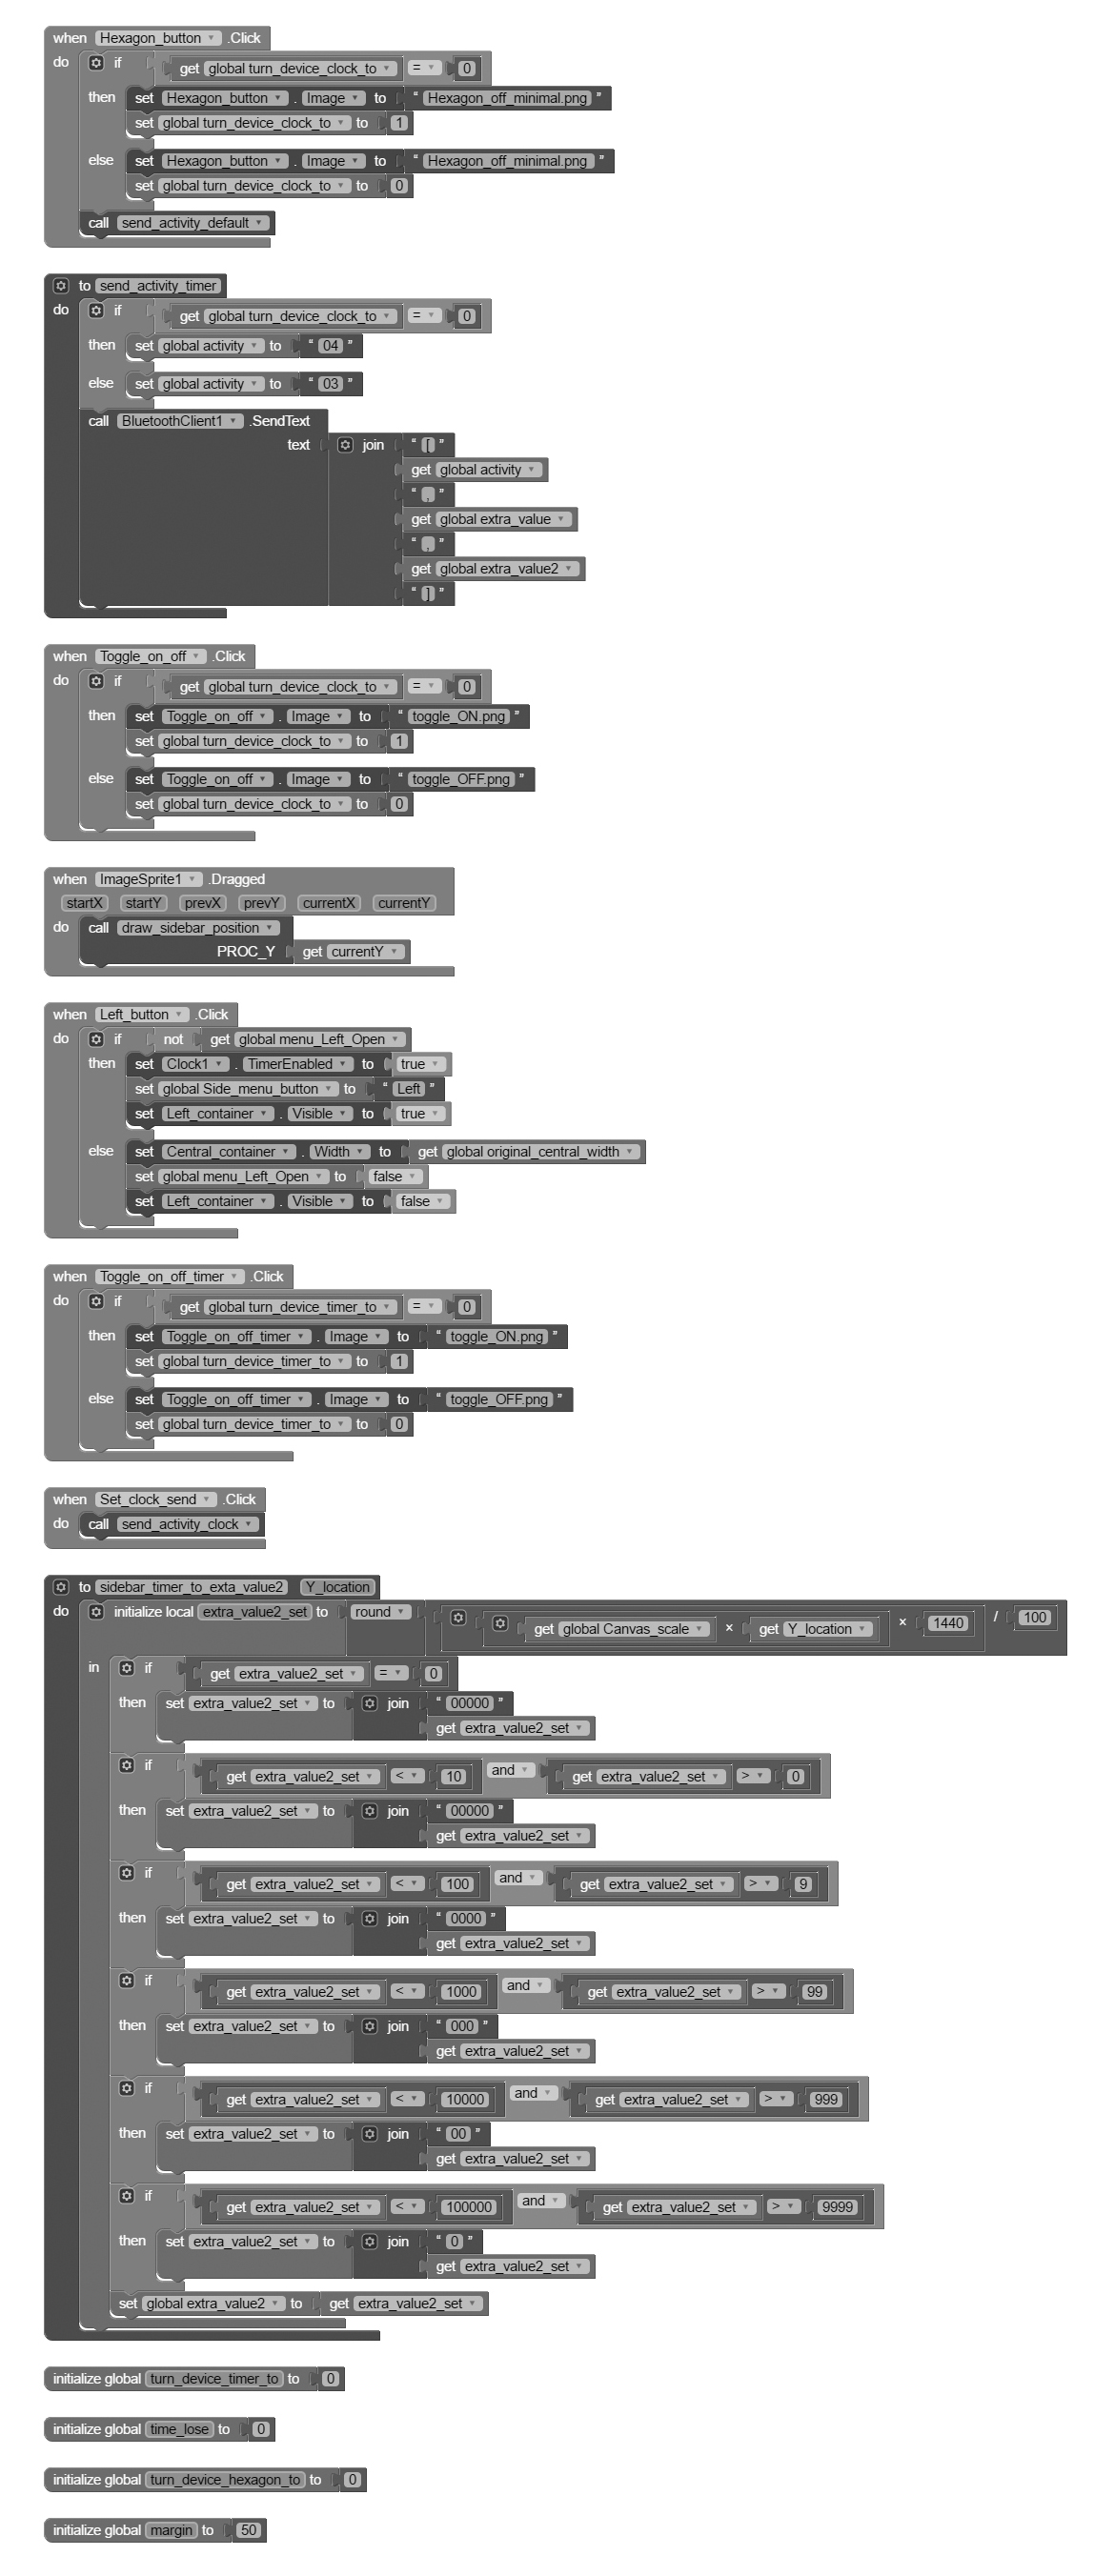 when Hexagon_button .Click
do if get global turn_device_clock_to = 0
then set Hexagon_button . Image to “ Hexagon_off_minimal.png ”
set global turn_device_clock_to to 1
else set Hexagon_button . Image to “ Hexagon_off_minimal.png ”
set global turn_device_clock_to to 0
call send_activity_default
to send_activity_timer
do if get global turn_device_clock_to = 0
then set global activity to “ 04 ”
else set global activity to “ 03 ”
call BluetoothClient1 .SendText
text join “ [ ”
get global activity
“ , ”
get global extra_value
“ , ”
get global extra_value2
“ ] ”
when Toggle_on_off .Click
do if get global turn_device_clock_to = 0
then set Toggle_on_off . Image to “ toggle_ON.png ”
set global turn_device_clock_to to 1
else set Toggle_on_off . Image to “ toggle_OFF.png ”
set global turn_device_clock_to to 0
when ImageSprite1 .Dragged
startX startY prevX prevY currentX currentY
do call draw_sidebar_position
PROC_Y get currentY
when Left_button .Click
do if not get global menu_Left_Open
then set Clock1 . TimerEnabled to true
set global Side_menu_button to “ Left ”
set Left_container . Visible to true
else set Central_container . Width to get global original_central_width
set global menu_Left_Open to false
set Left_container . Visible to false
when Toggle_on_off_timer .Click
do if get global turn_device_timer_to = 0
then set Toggle_on_off_timer . Image to “ toggle_ON.png ”
set global turn_device_timer_to to 1
else set Toggle_on_off_timer . Image to “ toggle_OFF.png ”
set global turn_device_timer_to to 0
when Set_clock_send .Click
do call send_activity_clock
to sidebar_timer_to_exta_value2 Y_location
do initialize local extra_value2_set to round get global Canvas_scale × get Y_location × 1440 / 100
in if get extra_value2_set = 0
then set extra_value2_set to join “ 00000 ”
get extra_value2_set
if get extra_value2_set < 10 and get extra_value2_set > 0
then set extra_value2_set to join “ 00000 ”
get extra_value2_set
if get extra_value2_set < 100 and get extra_value2_set > 9
then set extra_value2_set to join “ 0000 ”
get extra_value2_set
if get extra_value2_set < 1000 and get extra_value2_set > 99
then set extra_value2_set to join “ 000 ”
get extra_value2_set
if get extra_value2_set < 10000 and get extra_value2_set > 999
then set extra_value2_set to join “ 00 ”
get extra_value2_set
if get extra_value2_set < 100000 and get extra_value2_set > 9999
then set extra_value2_set to join “ 0 ”
get extra_value2_set
set global extra_value2 to get extra_value2_set
initialize global turn_device_timer_to to 0
initialize global time_lose to 0
initialize global turn_device_hexagon_to to 0
initialize global margin to 50